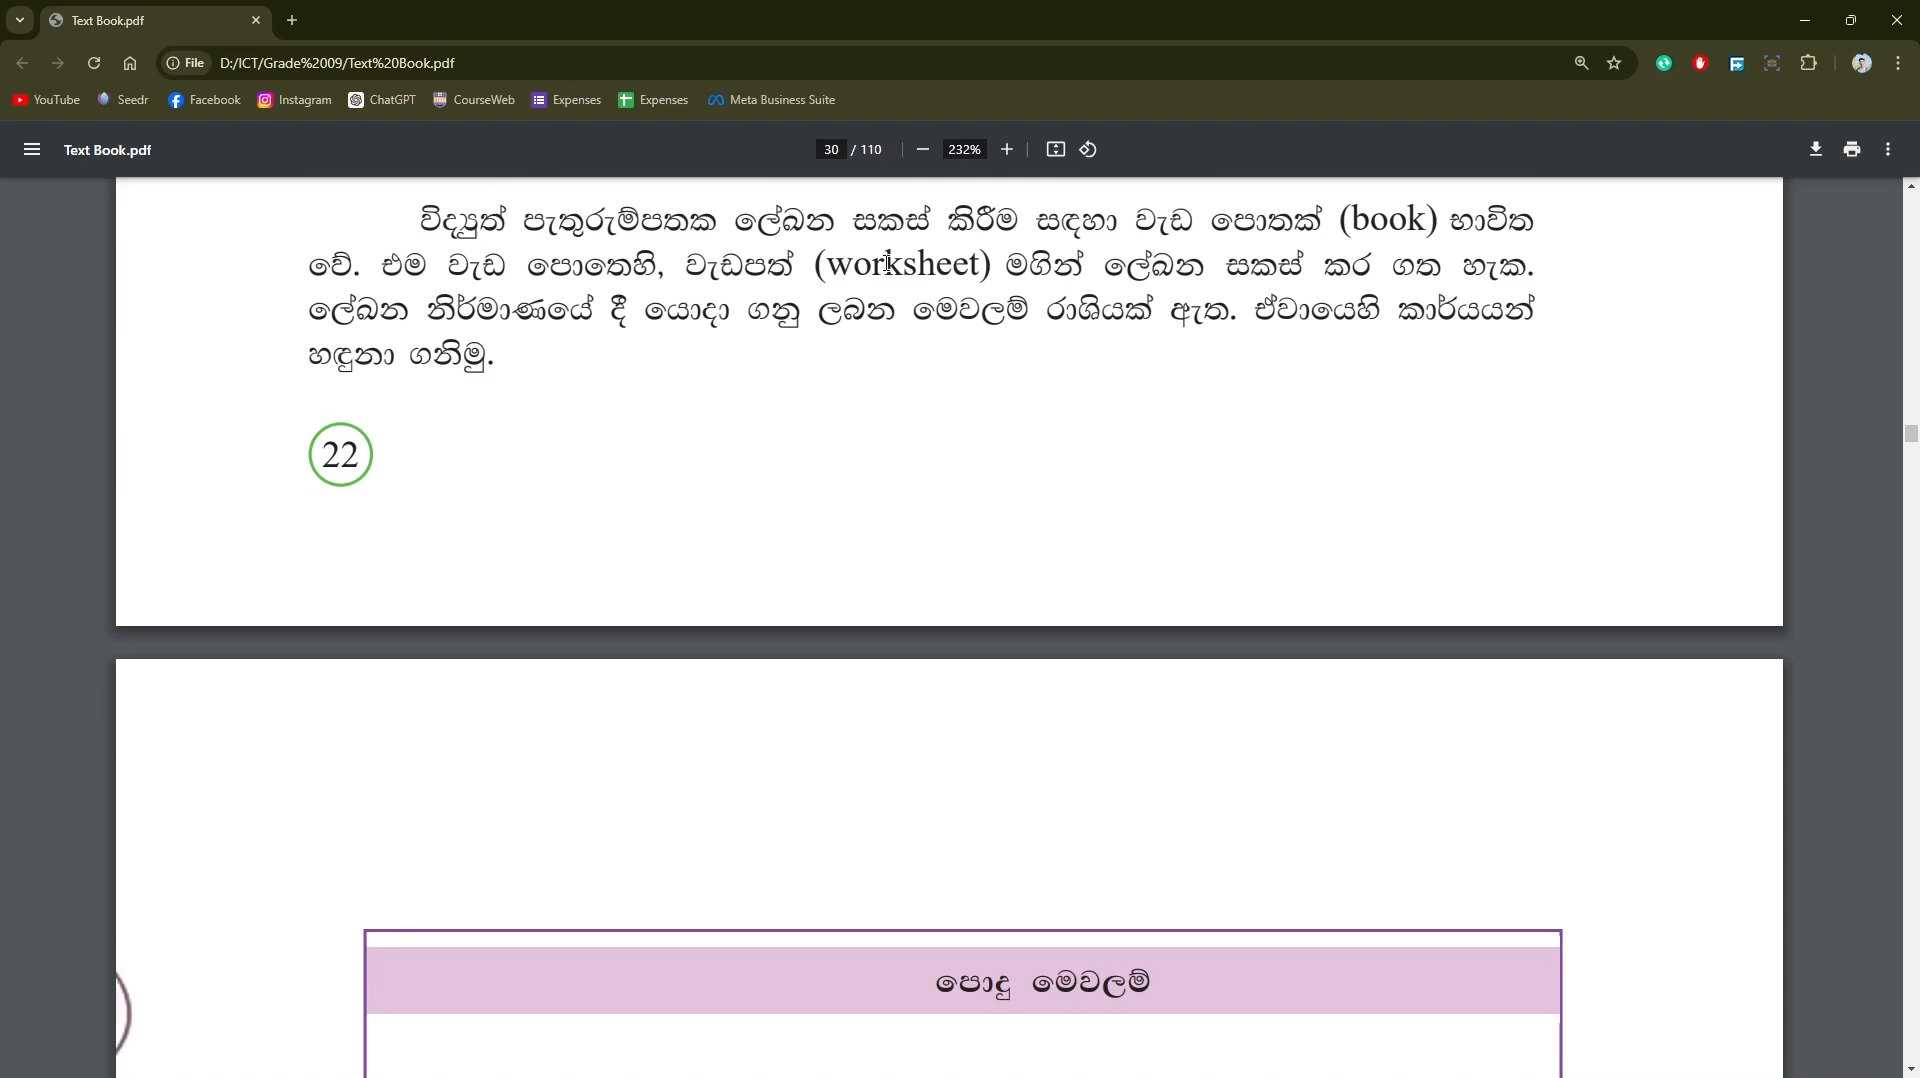 Text Book.pdf
File D:/ICT/Grade%2009/Text%20Book.pdf
YouTube Seedr Facebook Instagram ChatGPT CourseWeb Expenses Expenses Meta Business Suite
Text Book.pdf 30 / 110 232%
විද්‍යුත් පැතුරුම්පතක ලේඛන සකස් කිරීම සඳහා වැඩ පොතක් (book) භාවිත
වේ. එම වැඩ පොතෙහි, වැඩපත් (worksheet) මගින් ලේඛන සකස් කර ගත හැක.
ලේඛන නිර්මාණයේ දී යොදා ගනු ලබන මෙවලම් රාශියක් ඇත. ඒවායෙහි කාර්යයන්
හඳුනා ගනිමු.
22
පොදු මෙවලම්